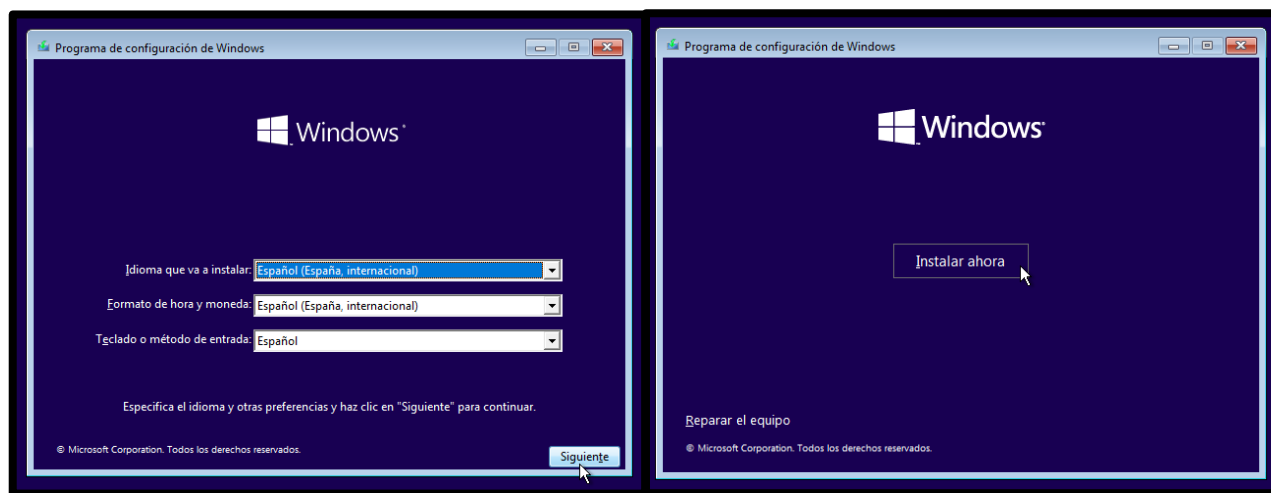 Programa de configuración de Windows
Windows
Idioma que va a instalar: Español (España, internacional)
Formato de hora y moneda: Español (España, internacional)
Teclado o método de entrada: Español
Especifica el idioma y otras preferencias y haz clic en "Siguiente" para continuar.
© Microsoft Corporation. Todos los derechos reservados.
Siguiente
Programa de configuración de Windows
Windows
Instalar ahora
Reparar el equipo
© Microsoft Corporation. Todos los derechos reservados.